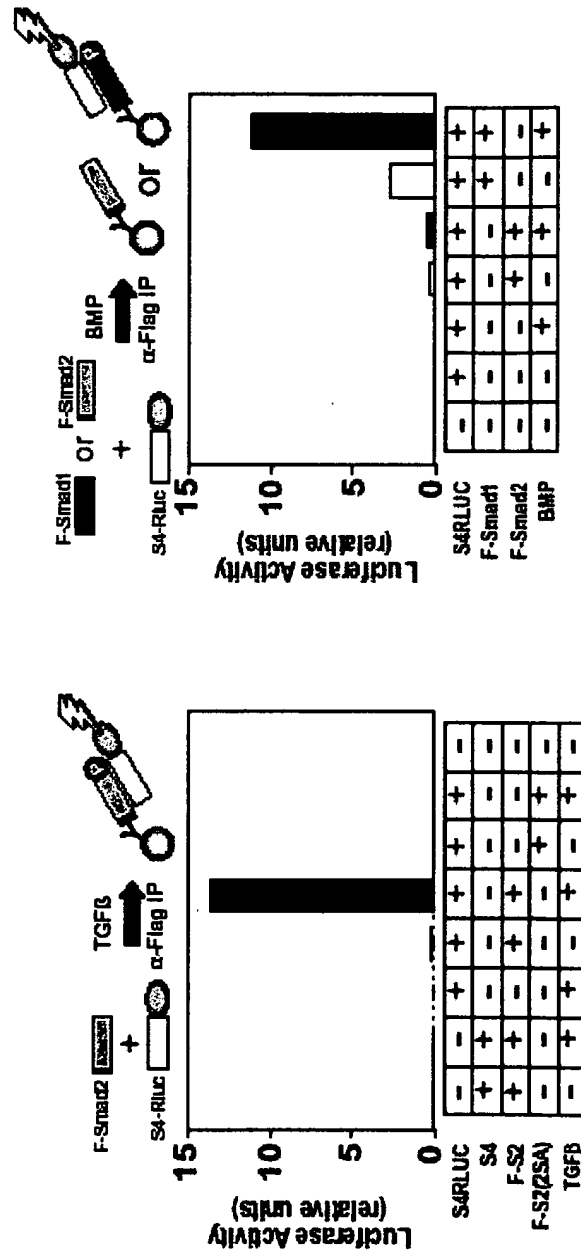 F-Smad2
+
S4-Rluc
TGFβ
α-Flag IP
15
10
5
0
Luciferase Activity
(relative units)
S4RLUC - - + + + + + -
S4 + + - - - - - -
F-S2 + + - + + - - -
F-S2(2SA) - - - - - + + -
TGFβ - + + - + - + -
F-Smad1 or F-Smad2
+
S4-Rluc
BMP
α-Flag IP
or
15
10
5
0
Luciferase Activity
(relative units)
S4RLUC - + + + + + +
F-Smad1 - - - - - + +
F-Smad2 - - - + + - -
BMP - - + - + - +